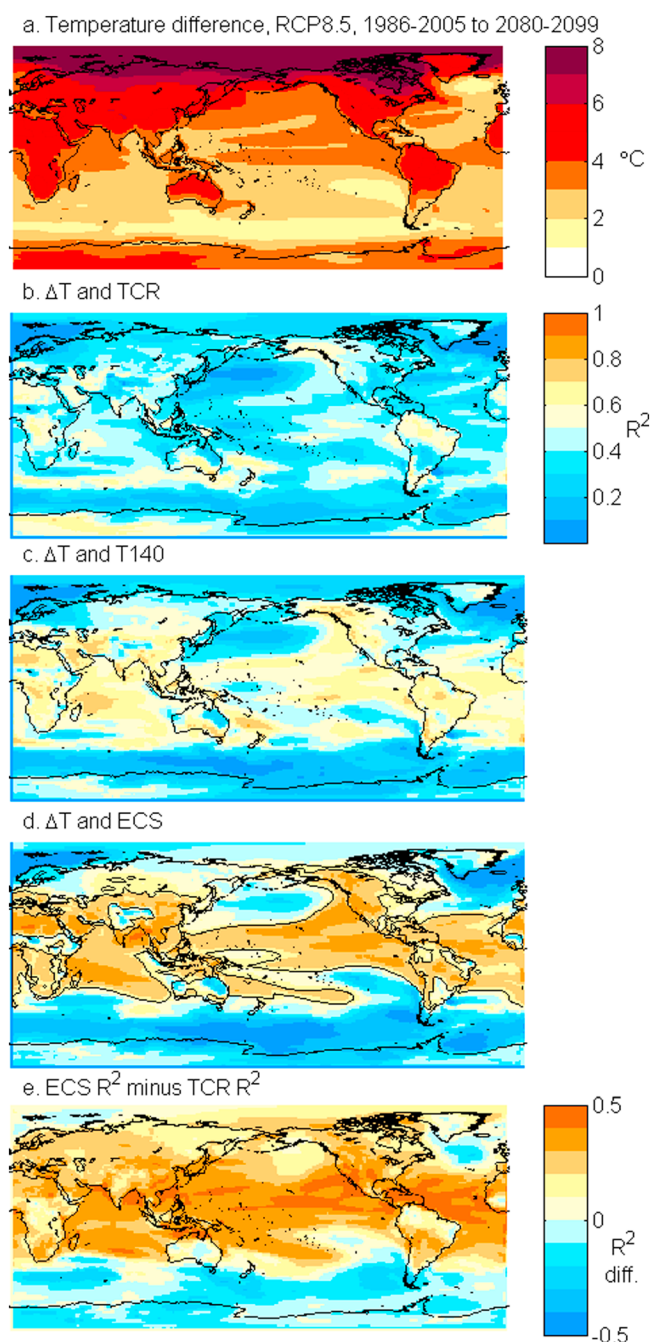 a. Temperature difference, RCP8.5, 1986-2005 to 2080-2099
8
6
°C
4
2
0
b. ΔT and TCR
1
0.8
0.6
R²
0.4
0.2
c. ΔT and T140
d. ΔT and ECS
e. ECS R² minus TCR R²
0.5
0
R²
diff.
-0.5